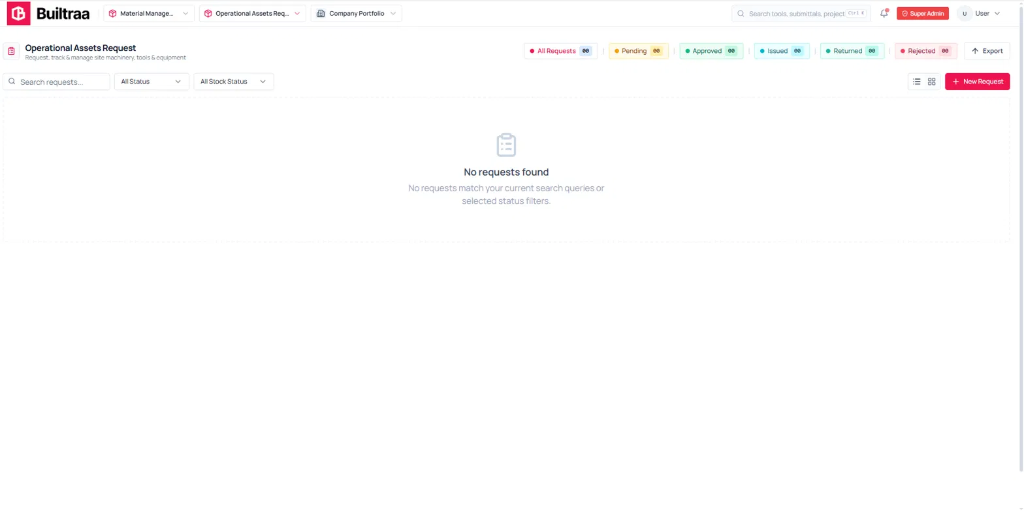 Builtraa
Material Manage...
Operational Assets Req...
Company Portfolio
Search tools, submittals, project
Super Admin
U
User
Operational Assets Request
Request, track & manage site machinery, tools & equipment
All Requests 00
Pending 00
Approved 00
Issued 00
Returned 00
Rejected 00
Export
Search requests...
All Status
All Stock Status
New Request
No requests found
No requests match your current search queries or
selected status filters.